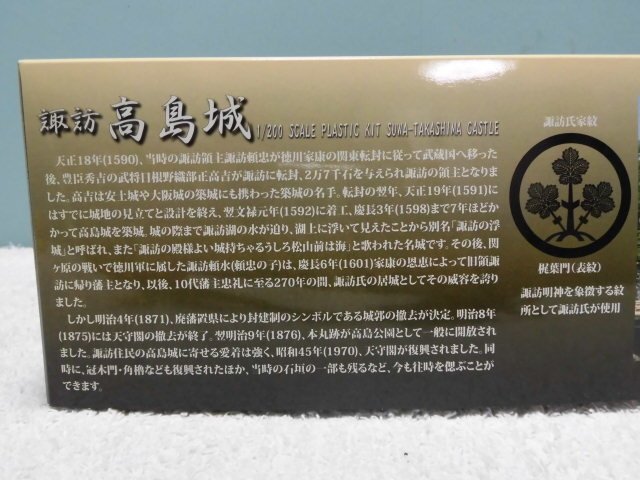 諏訪 高島城 1/200 SCALE PLASTIC KIT SUWA-TAKASHIMA CASTLE
天正18年(1590)、当時の諏訪領主諏訪頼忠が徳川家康の関東転封に従って武蔵国へ移った
後、豊臣秀吉の武将日根野織部正高吉が諏訪に転封、2万7千石を与えられ諏訪の領主となり
ました。高吉は安土城や大阪城の築城にも携わった築城の名手。転封の翌年、天正19年(1591)に
はすでに城地の見立てと設計を終え、翌文禄元年(1592)に着工、慶長3年(1598)まで7年ほどか
かって高島城を築城。城の際まで諏訪湖の水が迫り、湖上に浮いて見えたことから別名「諏訪の浮
城」と呼ばれ、また「諏訪の殿様よい城持ちゃるうしろ松山前は海」と歌われた名城です。その後、関
ヶ原の戦いで徳川軍に属した諏訪頼水(頼忠の子)は、慶長6年(1601)家康の恩恵によって旧領諏
訪に帰り藩主となり、以後、10代藩主忠礼に至る270年の間、諏訪氏の居城としてその威容を誇り
ました。
しかし明治4年(1871)、廃藩置県により封建制のシンボルである城郭の撤去が決定。明治8年
(1875)には天守閣の撤去が終了。翌明治9年(1876)、本丸跡が高島公園として一般に開放され
ました。諏訪住民の高島城に寄せる愛着は強く、昭和45年(1970)、天守閣が復興されました。同
時に、冠木門・角櫓なども復興されたほか、当時の石垣の一部も残るなど、今も往時を偲ぶことが
できます。
諏訪氏家紋
梶葉門(表紋)
諏訪明神を象徴する紋
所として諏訪氏が使用